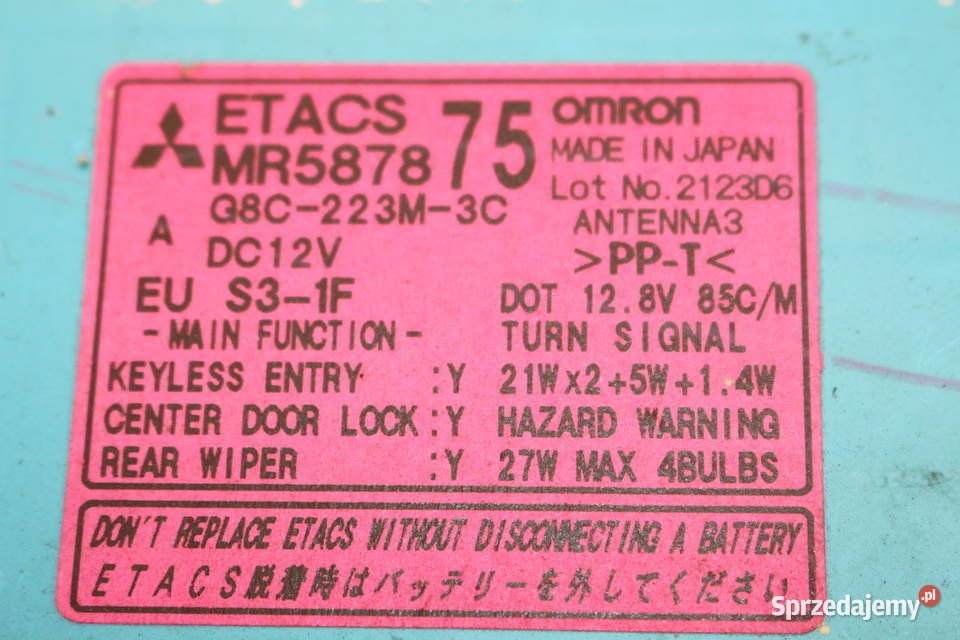 ETACS 75 OMRON
MR5878 MADE IN JAPAN
G8C-223M-3C Lot No.2123D6
A DC12V ANTENNA3
>PP-T<
EU S3-1F DOT 12.8V 85C/M
-MAIN FUNCTION- TURN SIGNAL
KEYLESS ENTRY :Y 21Wx2+5W+1.4W
CENTER DOOR LOCK:Y HAZARD WARNING
REAR WIPER :Y 27W MAX 4BULBS
DON'T REPLACE ETACS WITHOUT DISCONNECTING A BATTERY
ETACS脱着時はバッテリーを外してください
Sprzedajemy.pl